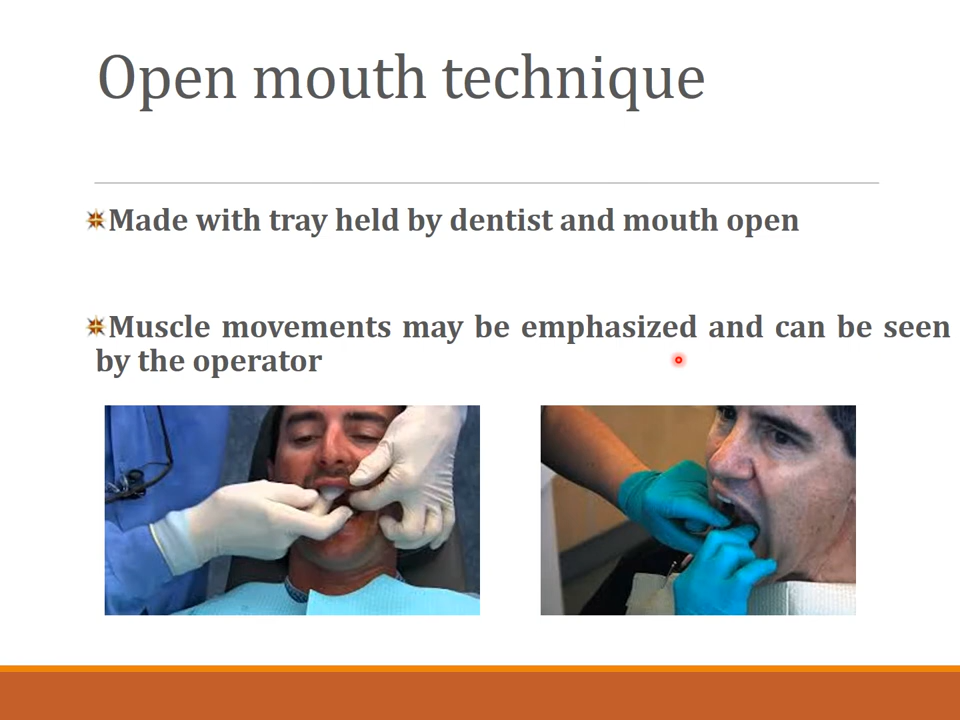 Open mouth technique
Made with tray held by dentist and mouth open
Muscle movements may be emphasized and can be seen
by the operator